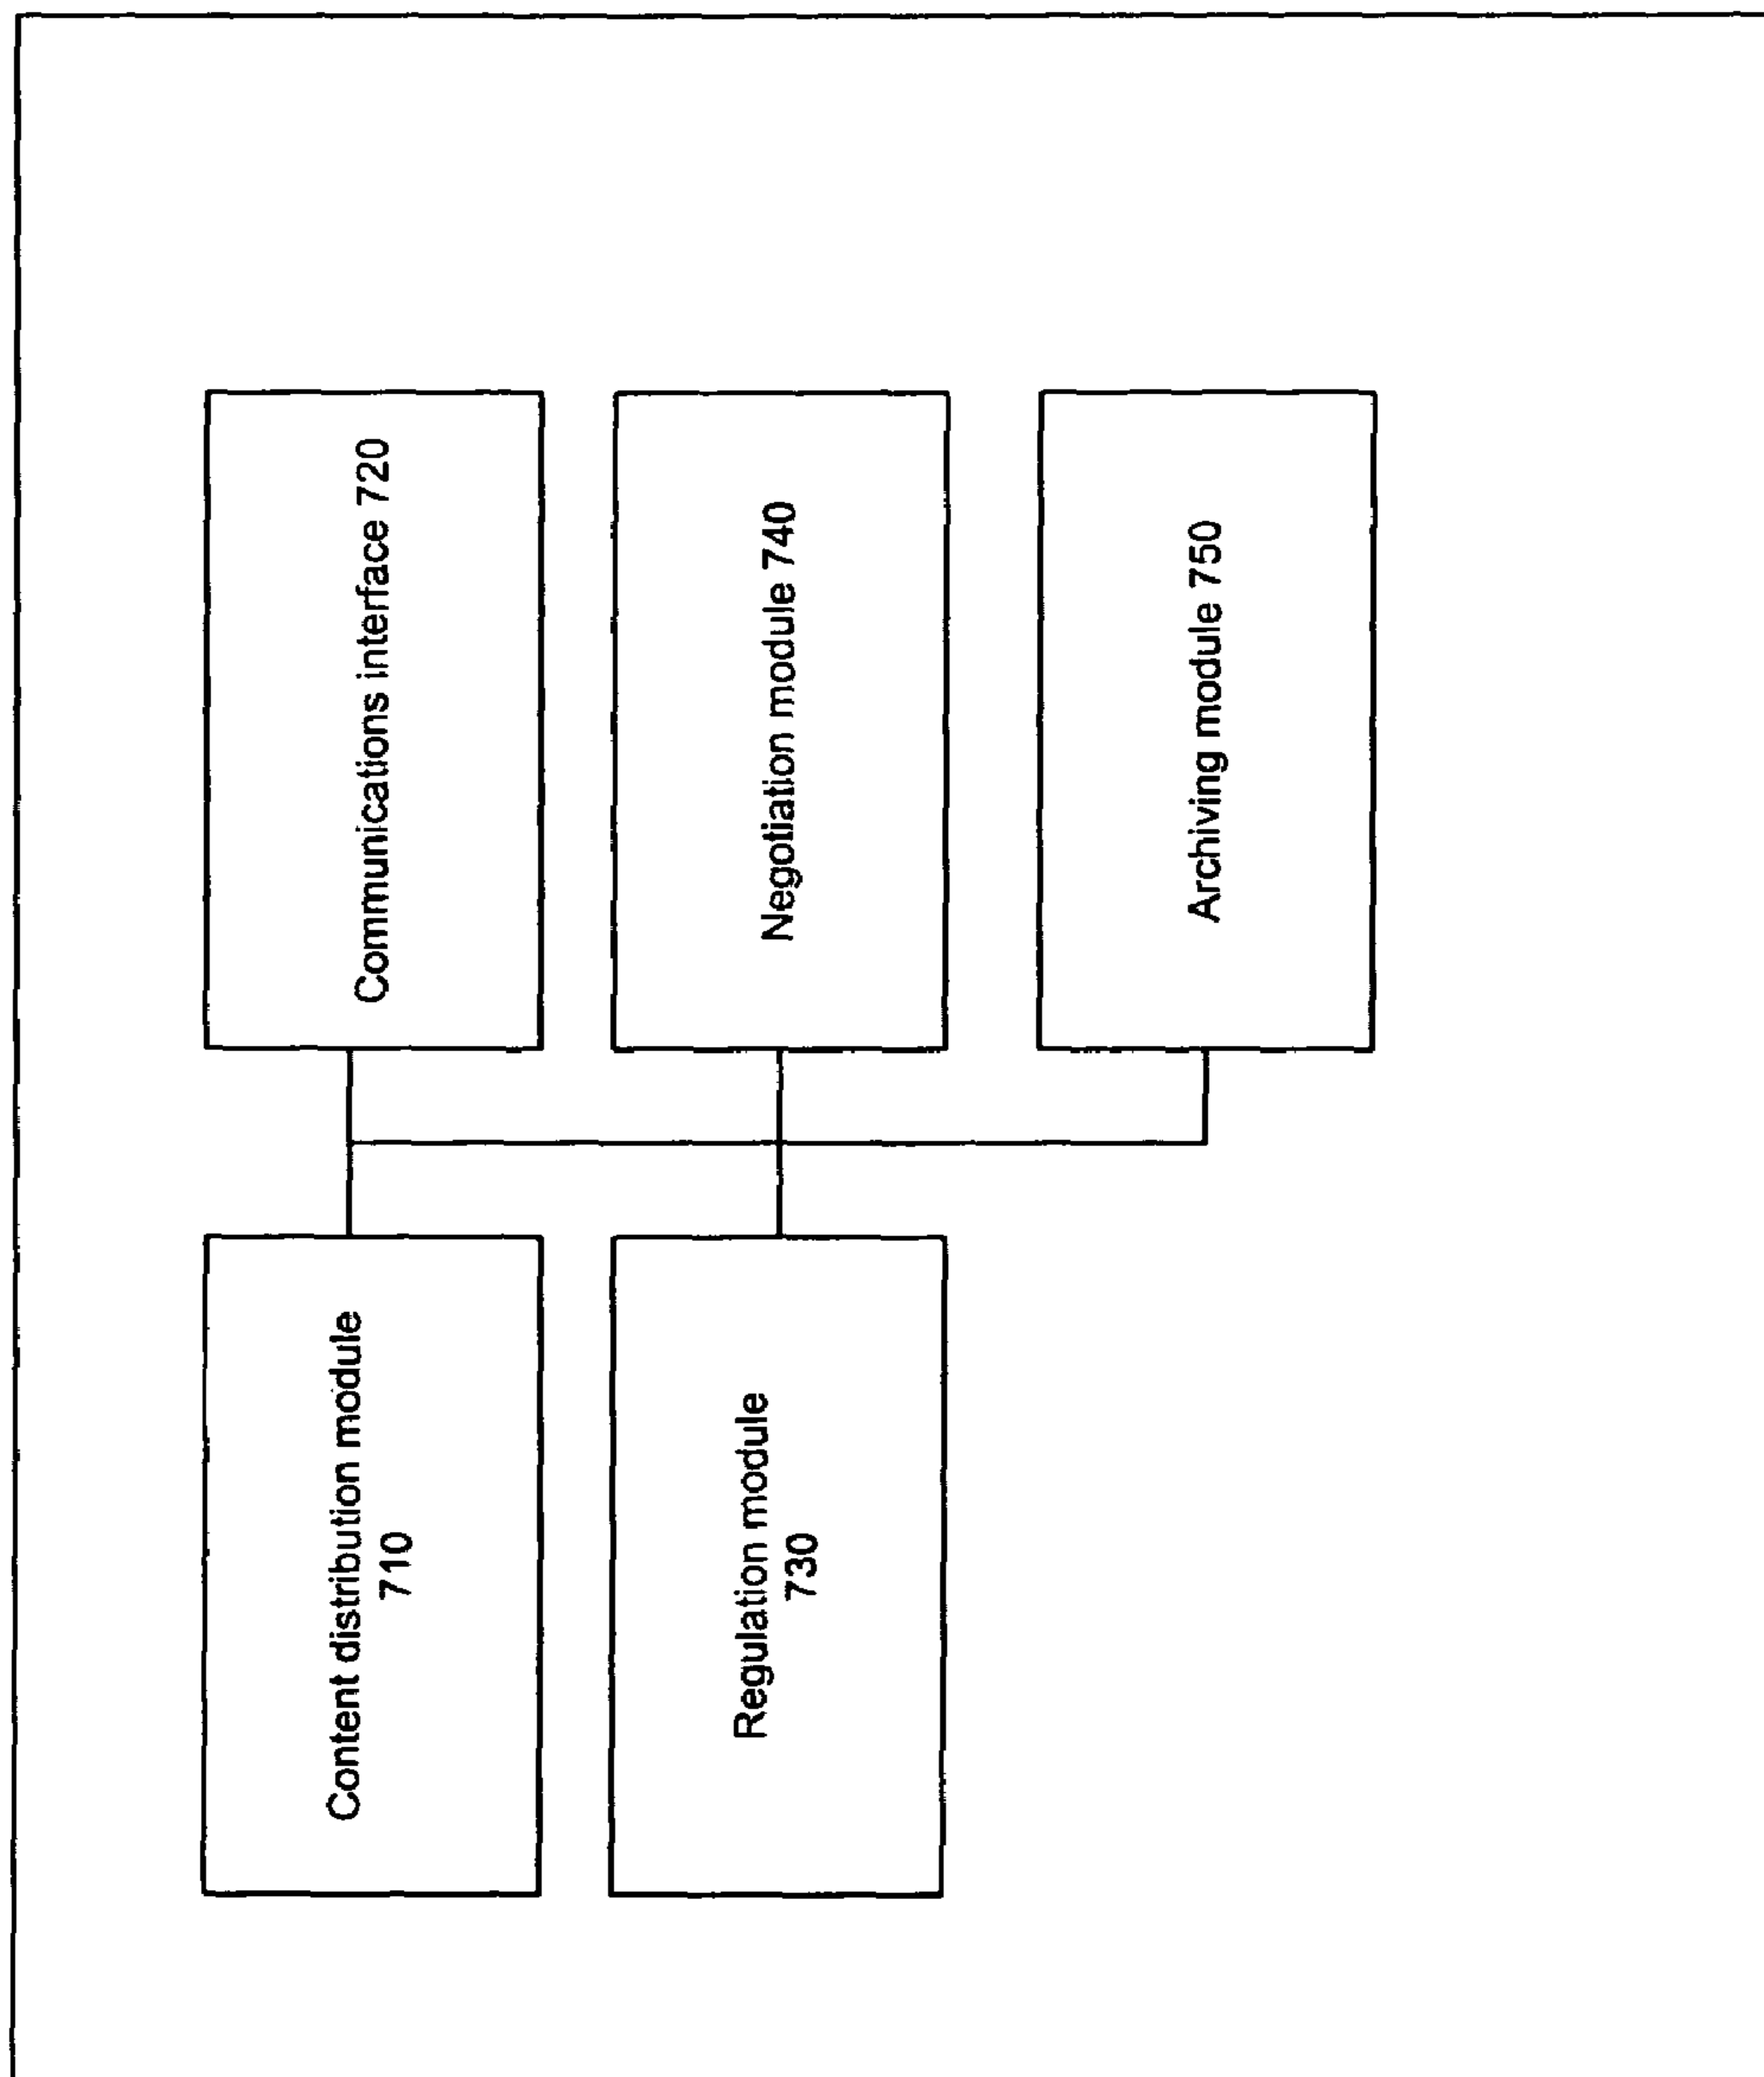 Content distribution module
710
Communications interface 720
Regulation module
730
Negotiation module 740
Archiving module 750